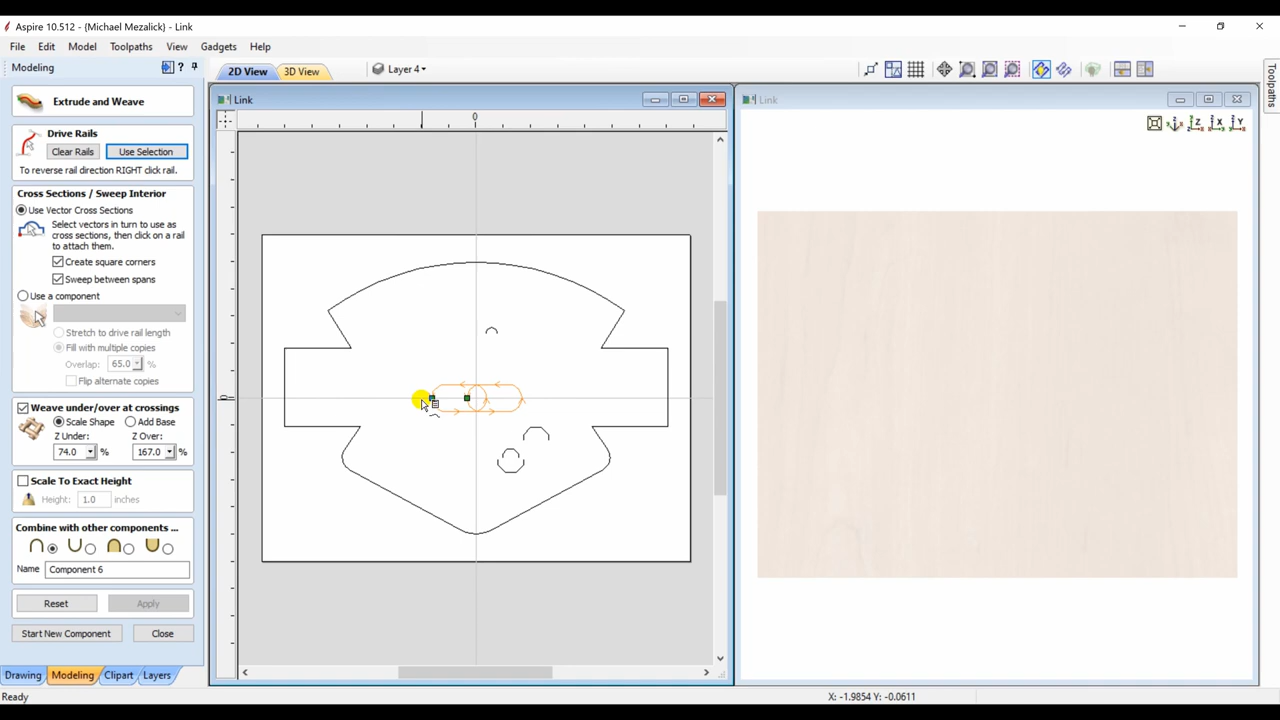 Aspire 10.512 - {Michael Mezalick} - Link
File Edit Model Toolpaths View Gadgets Help
Modeling
?
2D View 3D View
Layer 4
Link
Link
Toolpaths
Z X Y
0
0
Extrude and Weave
Drive Rails
Clear Rails
Use Selection
To reverse rail direction RIGHT click rail.
Cross Sections / Sweep Interior
Use Vector Cross Sections
Select vectors in turn to use as
cross sections, then click on a rail
to attach them.
Create square corners
Sweep between spans
Use a component
Stretch to drive rail length
Fill with multiple copies
Overlap: 65.0 %
Flip alternate copies
Weave under/over at crossings
Scale Shape Add Base
Z Under: Z Over:
74.0 % 167.0 %
Scale To Exact Height
Height: 1.0 inches
Combine with other components ...
Name Component 6
Reset Apply
Start New Component Close
Drawing Modeling Clipart Layers
Ready
X: -1.9854 Y: -0.0611